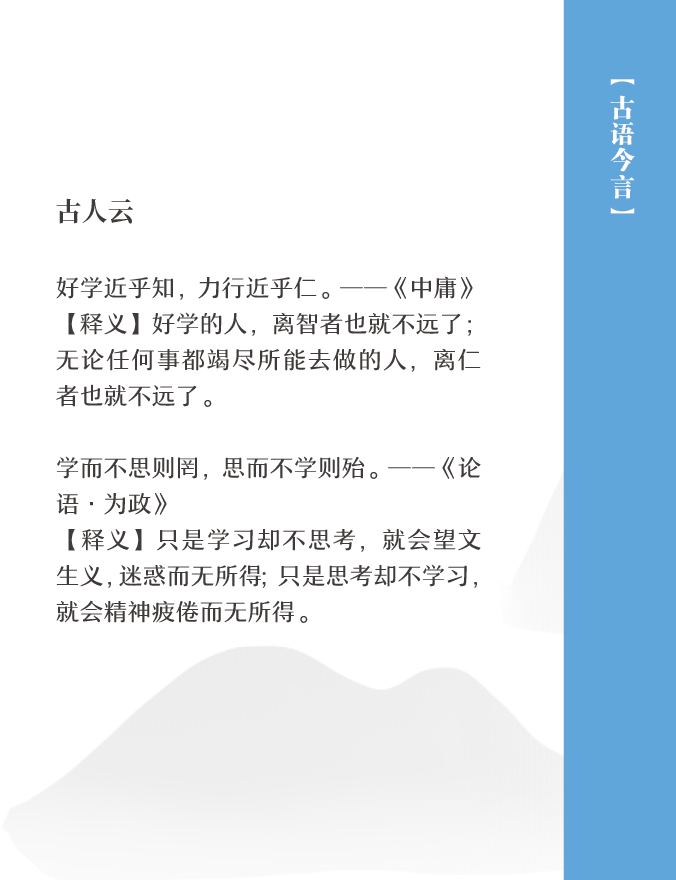 【古语今言】
古人云
好学近乎知，力行近乎仁。——《中庸》
【释义】好学的人，离智者也就不远了；
无论任何事都竭尽所能去做的人，离仁
者也就不远了。
学而不思则罔，思而不学则殆。——《论
语·为政》
【释义】只是学习却不思考，就会望文
生义，迷惑而无所得；只是思考却不学习，
就会精神疲倦而无所得。